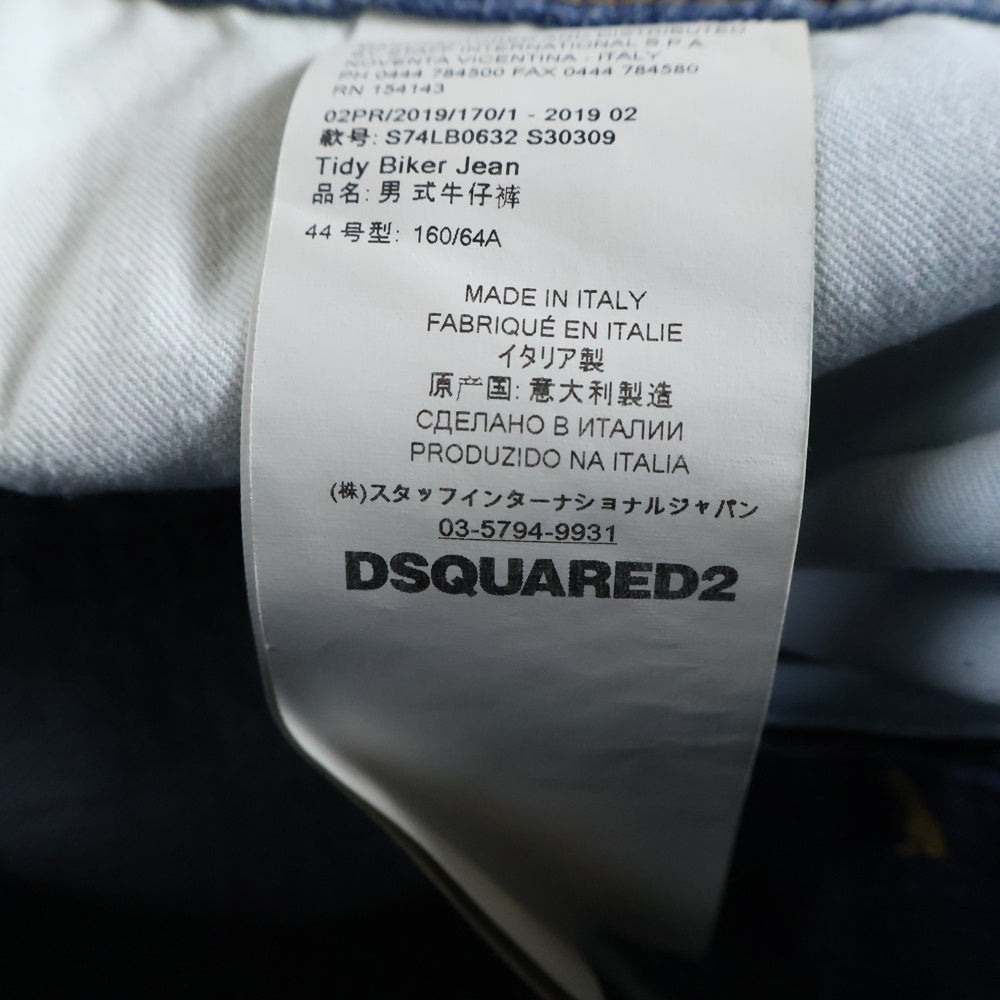 INTERNATIONAL S.P.A.
NOVENTA VICENTINA - ITALY
PH 0444 784500 FAX 0444 784580
RN 154143
02PR/2019/170/1 - 2019 02
款号: S74LB0632 S30309
Tidy Biker Jean
品名: 男 式牛仔裤
44 号型: 160/64A
MADE IN ITALY
FABRIQUÉ EN ITALIE
イタリア製
原产国: 意大利製造
СДЕЛАНО В ИТАЛИИ
PRODUZIDO NA ITALIA
(株)スタッフインターナショナルジャパン
03-5794-9931
DSQUARED2